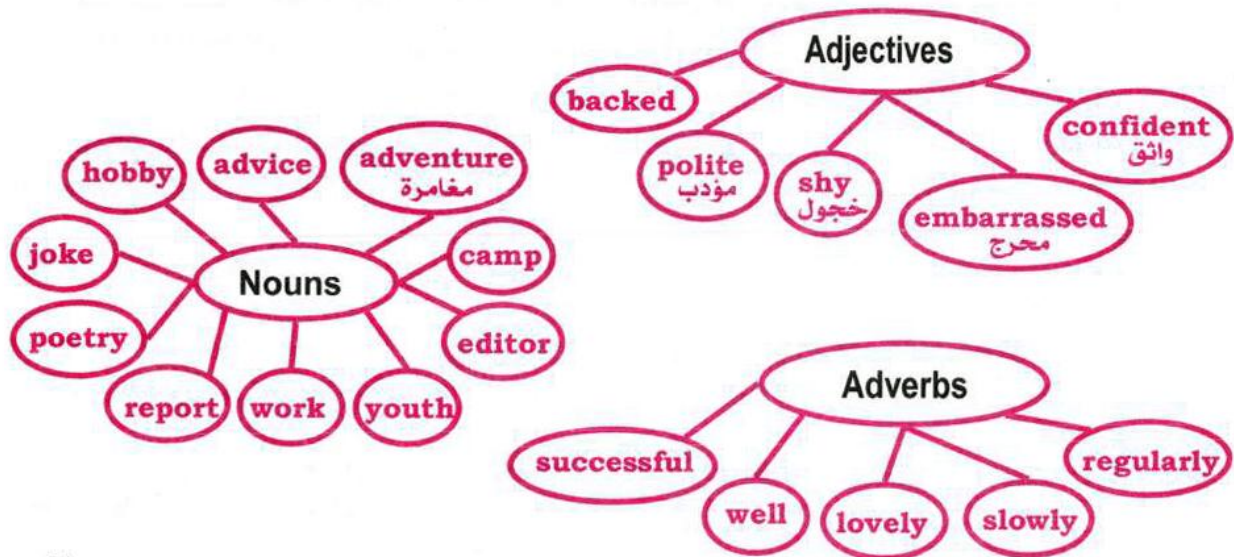 Adjectives
backed
polite
مؤدب
shy
خجول
embarrassed
محرج
confident
واثق
hobby
advice
adventure
مغامرة
joke
Nouns
camp
poetry
editor
report
work
youth
Adverbs
successful
well
lovely
slowly
regularly